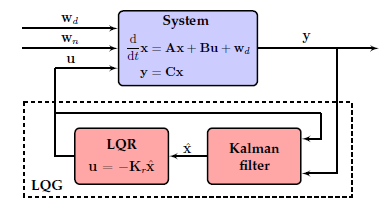 w_d
System
w_n
d/dt x = Ax + Bu + w_d
y
u
y = Cx
LQR
x̂
Kalman
filter
u = −K_r x̂
LQG